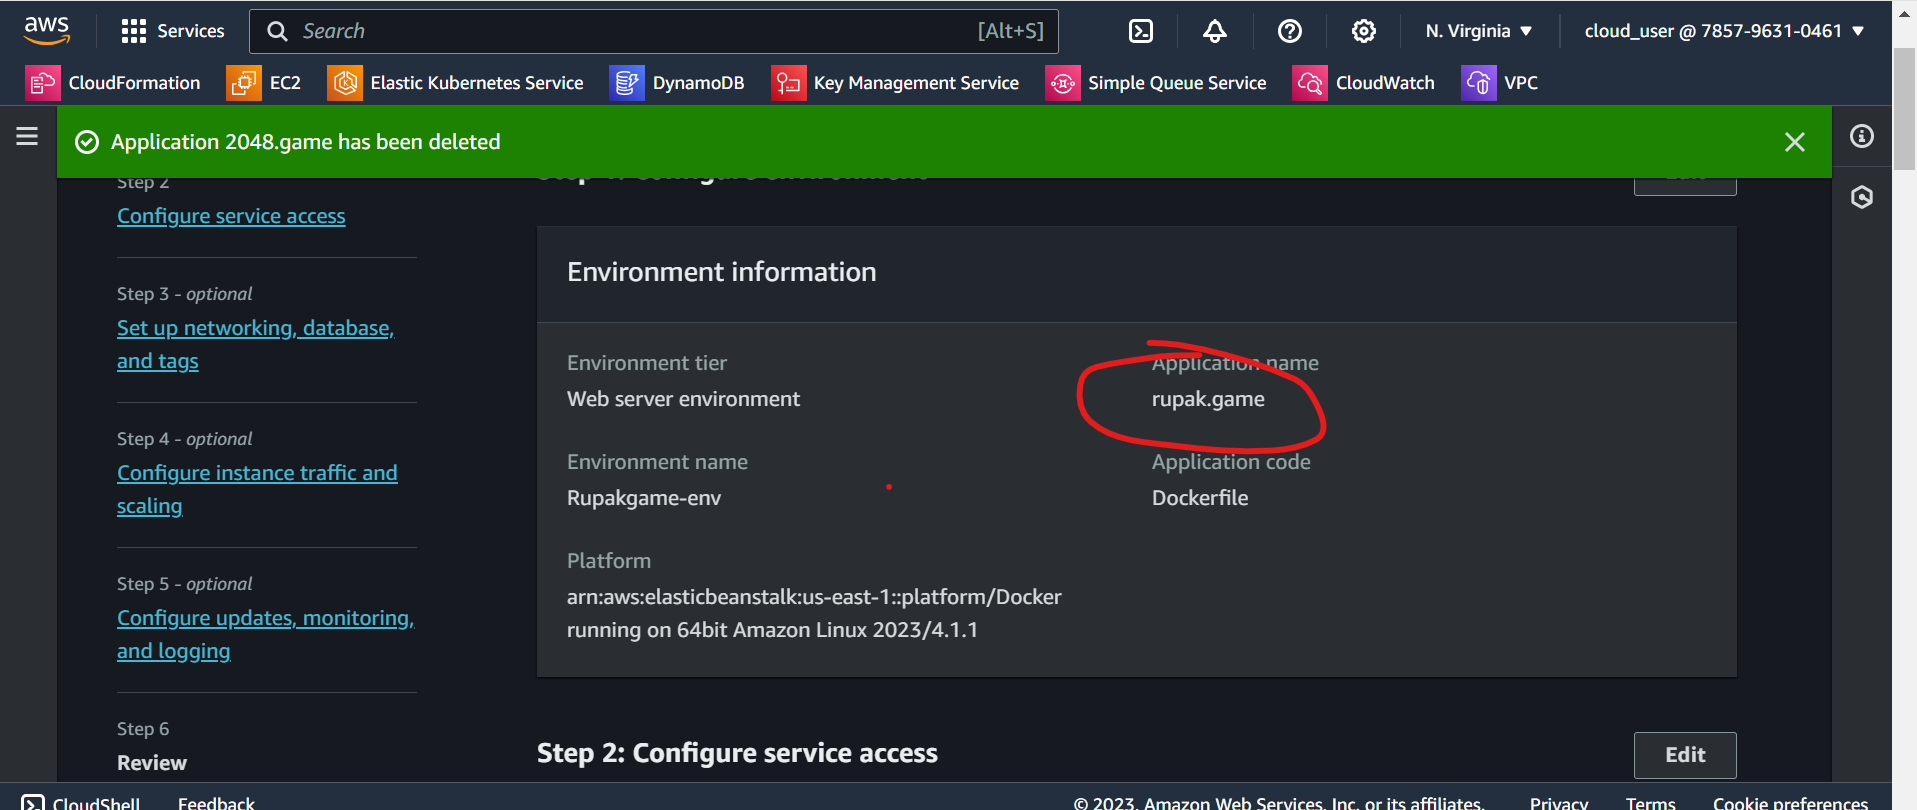 aws
Services
Search
[Alt+S]
N. Virginia
cloud_user @ 7857-9631-0461
CloudFormation
EC2
Elastic Kubernetes Service
DynamoDB
Key Management Service
Simple Queue Service
CloudWatch
VPC
Application 2048.game has been deleted
Step 2
Configure service access
Step 3 - optional
Set up networking, database,
and tags
Step 4 - optional
Configure instance traffic and
scaling
Step 5 - optional
Configure updates, monitoring,
and logging
Step 6
Review
Step 1: Configure environment
Edit
Environment information
Environment tier
Web server environment
Application name
rupak.game
Environment name
Rupakgame-env
Application code
Dockerfile
Platform
arn:aws:elasticbeanstalk:us-east-1::platform/Docker
running on 64bit Amazon Linux 2023/4.1.1
Step 2: Configure service access
Edit
CloudShell
Feedback
© 2023, Amazon Web Services, Inc. or its affiliates.
Privacy
Terms
Cookie preferences